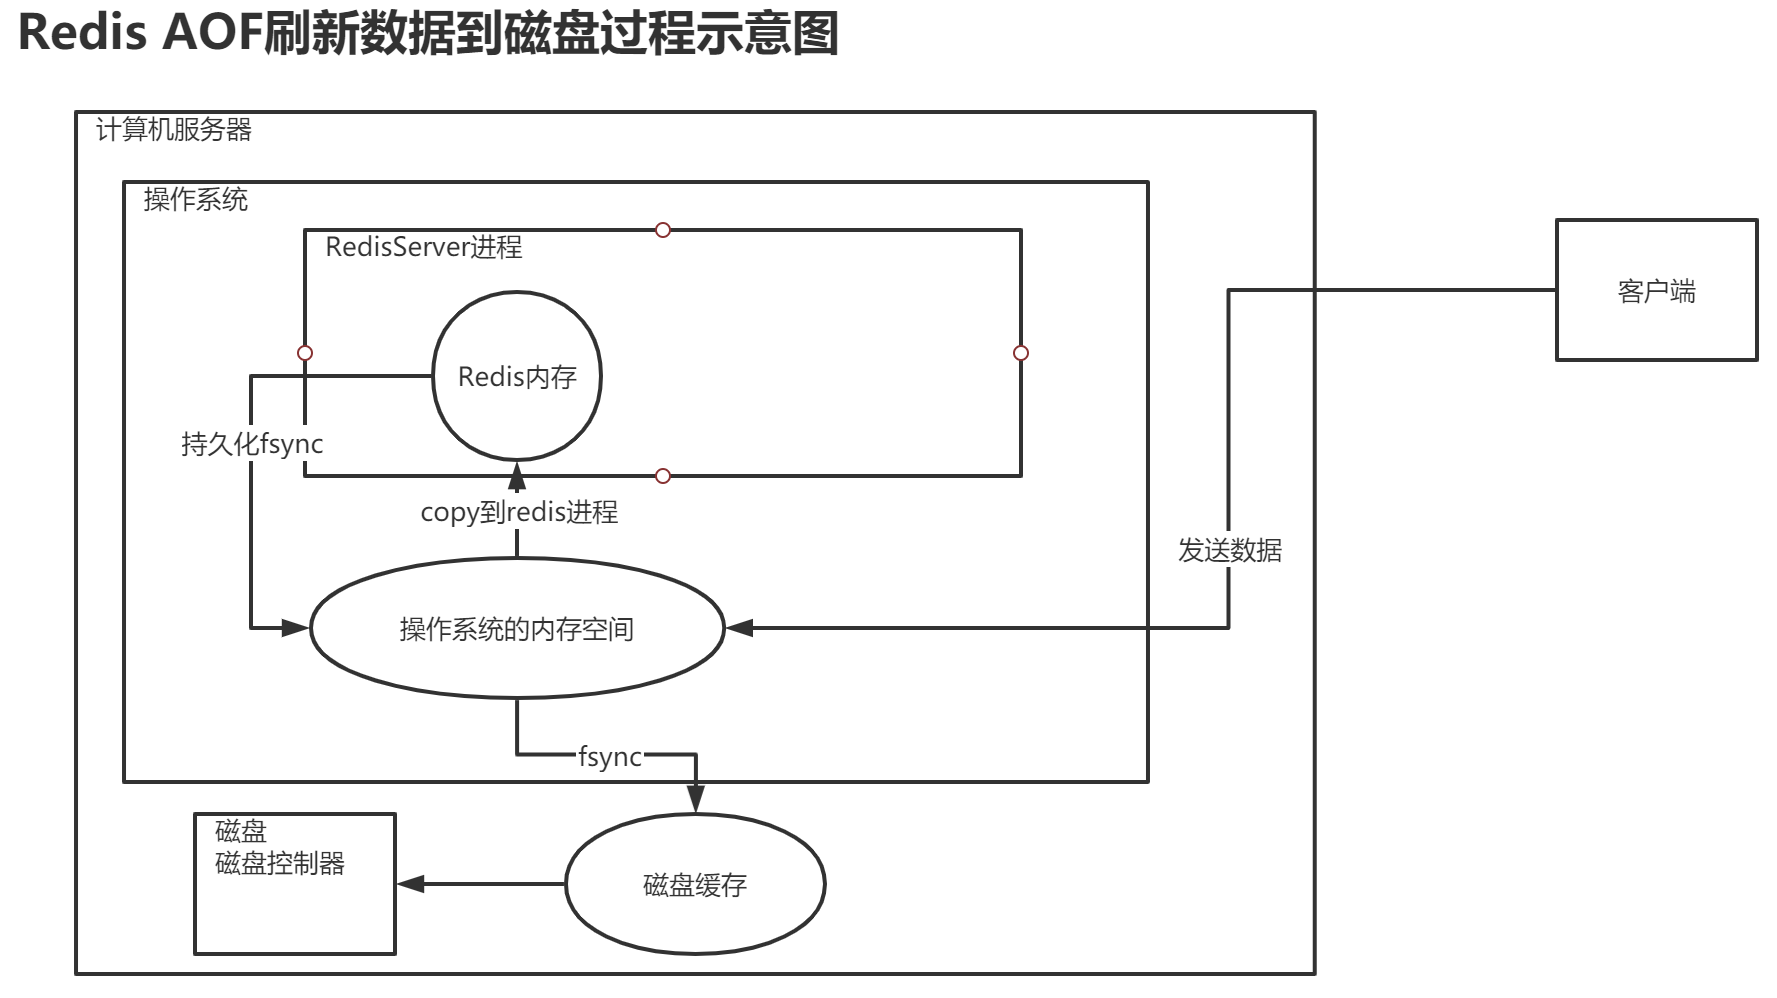 Redis AOF刷新数据到磁盘过程示意图
计算机服务器
操作系统
RedisServer进程
客户端
Redis内存
持久化fsync
copy到redis进程
发送数据
操作系统的内存空间
fsync
磁盘
磁盘控制器
磁盘缓存